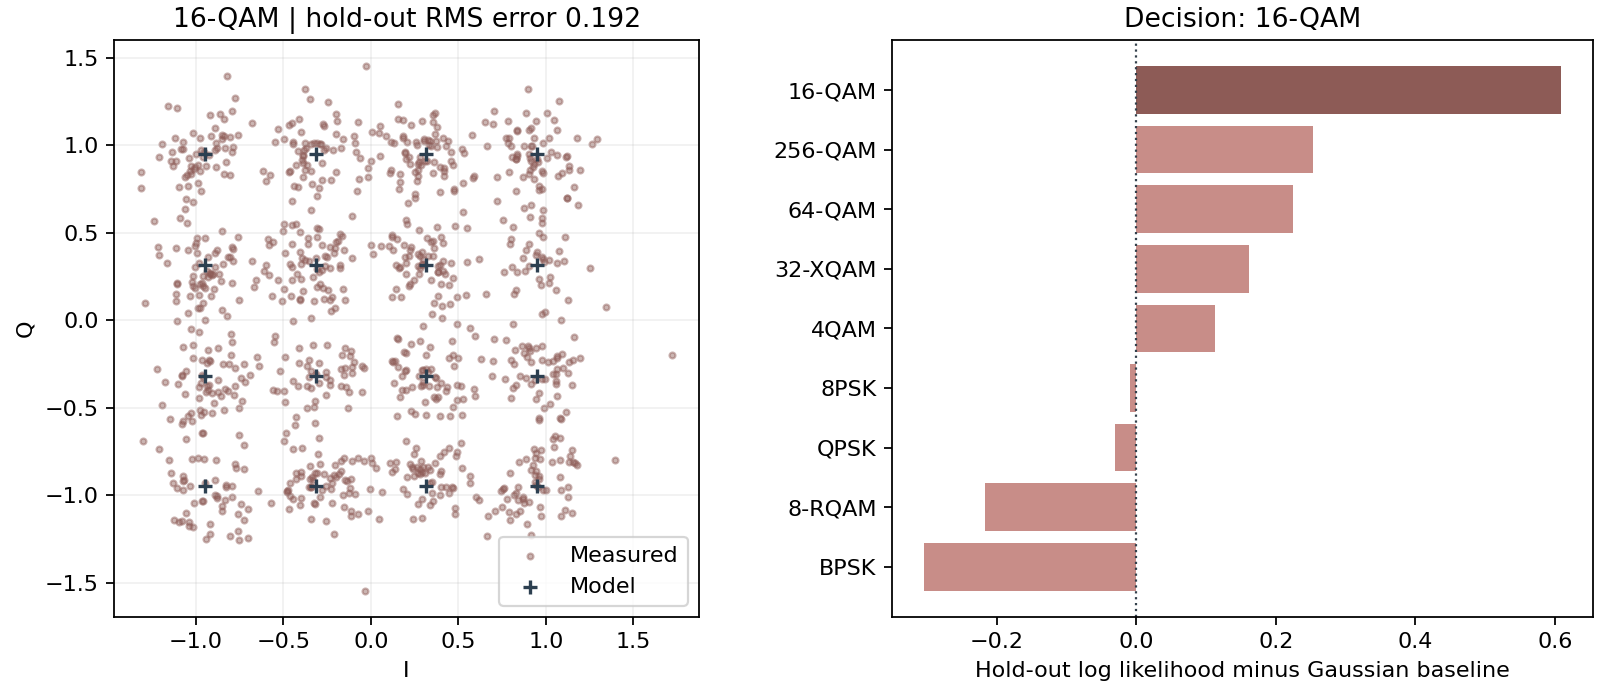 16-QAM | hold-out RMS error 0.192
1.5
1.0
0.5
0.0
−0.5
−1.0
−1.5
Q
−1.0
−0.5
0.0
0.5
1.0
1.5
I
Measured
Model
Decision: 16-QAM
16-QAM
256-QAM
64-QAM
32-XQAM
4QAM
8PSK
QPSK
8-RQAM
BPSK
−0.2
0.0
0.2
0.4
0.6
Hold-out log likelihood minus Gaussian baseline